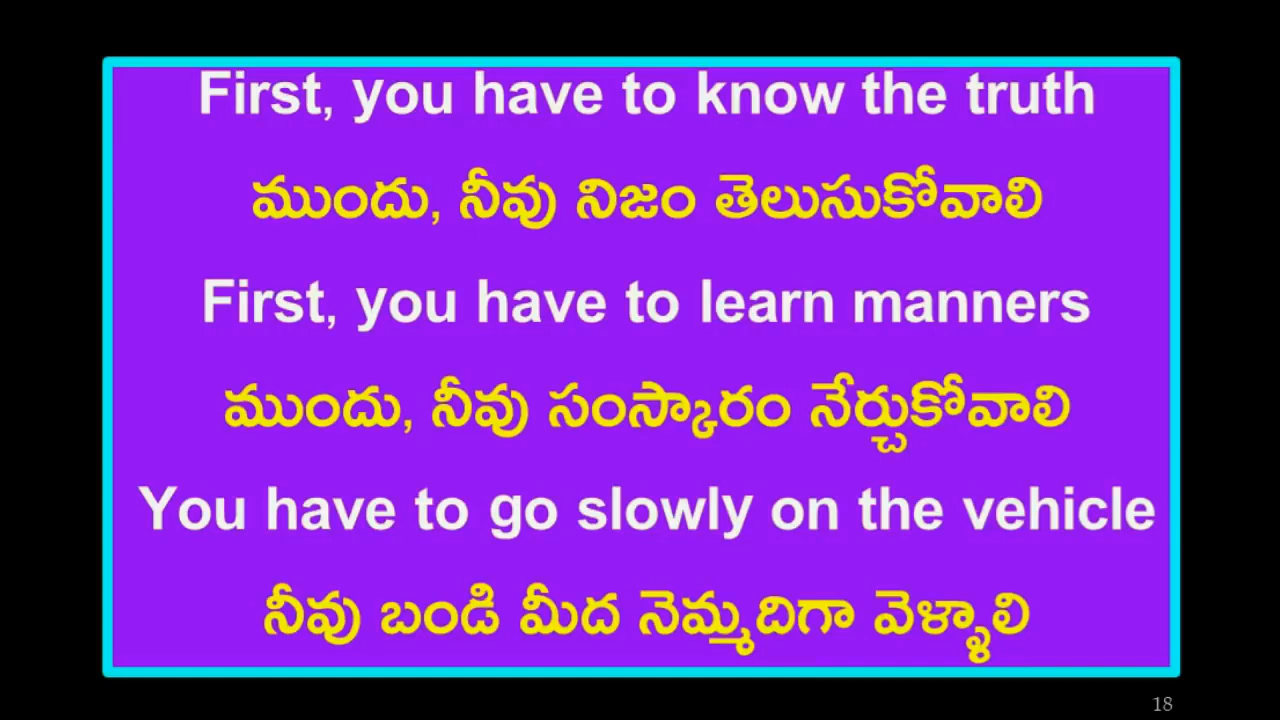 First, you have to know the truth
ముందు, నీవు నిజం తెలుసుకోవాలి
First, you have to learn manners
ముందు, నీవు సంస్కారం నేర్చుకోవాలి
You have to go slowly on the vehicle
నీవు బండి మీద నెమ్మదిగా వెళ్ళాలి
18